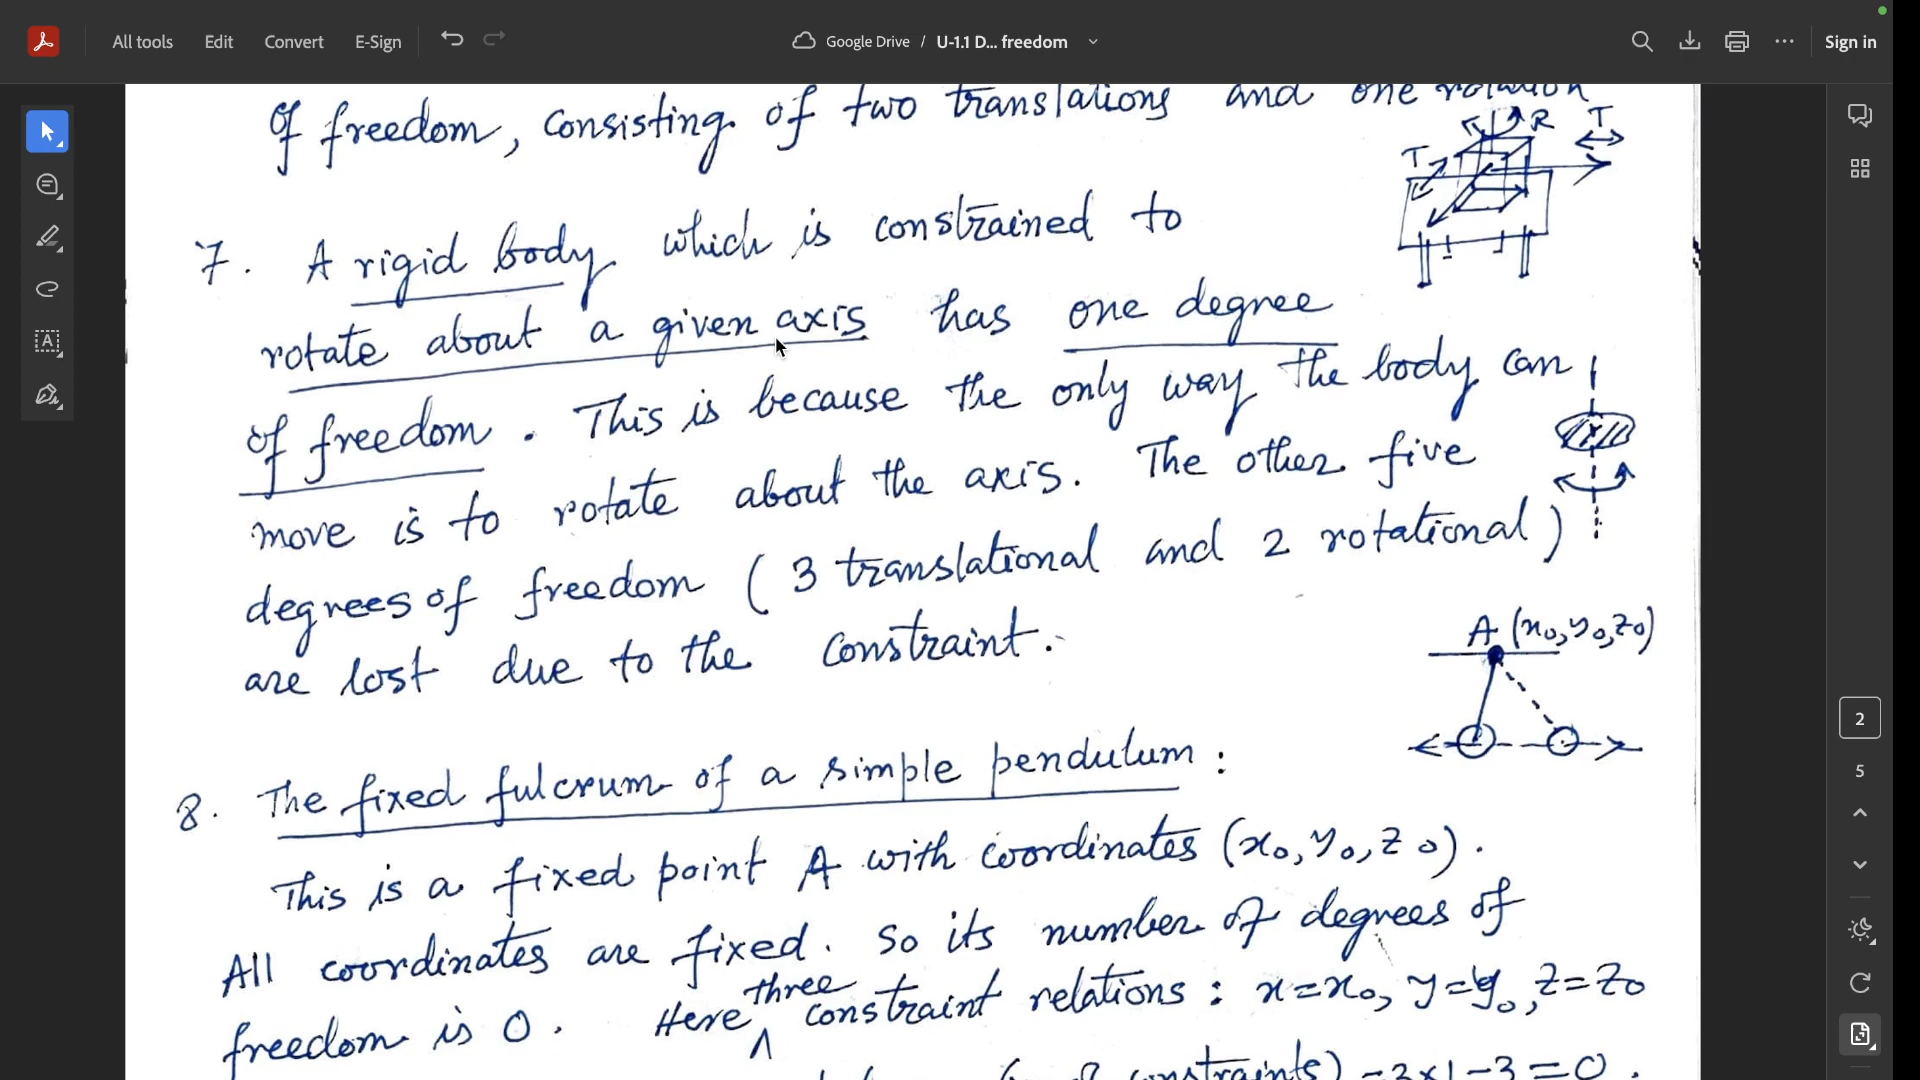 All tools Edit Convert E-Sign Google Drive / U-1.1 D... freedom Sign in
of freedom, consisting of two translations and one rotation
R T
T
7. A rigid body which is constrained to
rotate about a given axis has one degree
of freedom. This is because the only way the body can
move is to rotate about the axis. The other five
degrees of freedom (3 translational and 2 rotational)
are lost due to the constraint.
A (x0, y0, z0)
8. The fixed fulcrum of a simple pendulum :
This is a fixed point A with coordinates (x0, y0, z0).
All coordinates are fixed. So its number of degrees of
freedom is 0. Here three constraint relations : x=x0, y=y0, z=z0
constraints) = 3x1-3=0.
2
5